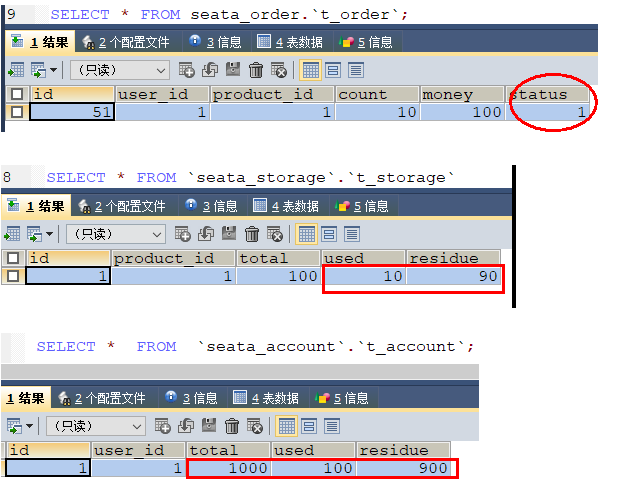 9 SELECT * FROM seata_order.`t_order`;
1 结果 2 个配置文件 3 信息 4 表数据 5 信息
(只读)
id user_id product_id count money status
51 1 1 10 100 1
8 SELECT * FROM `seata_storage`.`t_storage`
1 结果 2 个配置文件 3 信息 4 表数据 5 信息
(只读)
id product_id total used residue
1 1 100 10 90
SELECT * FROM `seata_account`.`t_account`;
1 结果 2 个配置文件 3 信息 4 表数据 5 信息
(只读)
id user_id total used residue
1 1 1000 100 900